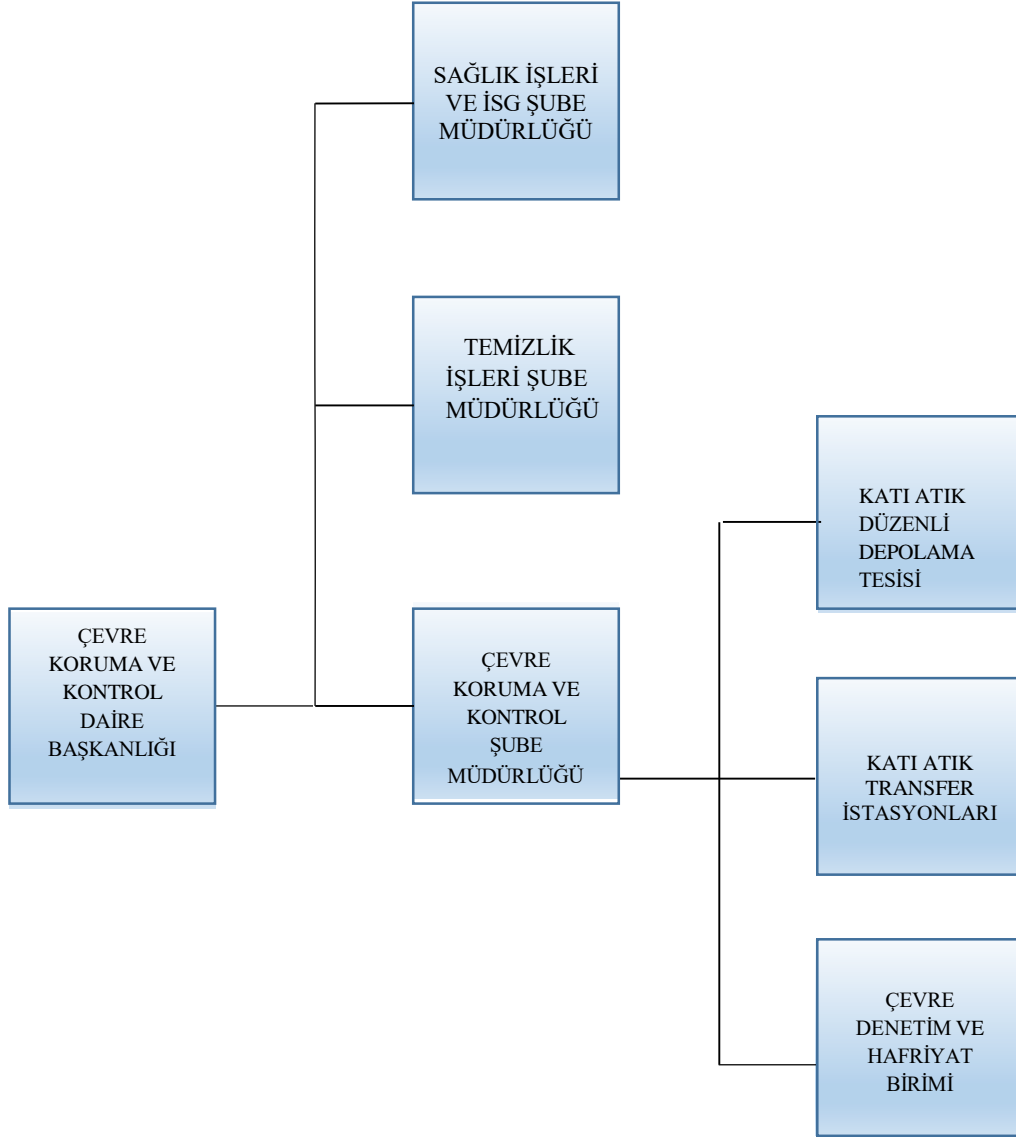 SAĞLIK İŞLERİ
VE İSG ŞUBE
MÜDÜRLÜĞÜ
TEMİZLİK
İŞLERİ ŞUBE
MÜDÜRLÜĞÜ
ÇEVRE
KORUMA VE
KONTROL
DAİRE
BAŞKANLIĞI
ÇEVRE
KORUMA VE
KONTROL
ŞUBE
MÜDÜRLÜĞÜ
KATI ATIK
DÜZENLİ
DEPOLAMA
TESİSİ
KATI ATIK
TRANSFER
İSTASYONLARI
ÇEVRE
DENETİM VE
HAFRİYAT
BİRİMİ